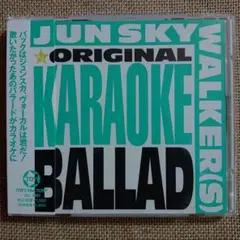 JUN SKY
WALKER(S)
ORIGINAL
KARAOKE
BALLAD
バックはジュンスカ、ヴォーカルは君だ!
歌いたかったあのバラードがカラオケに